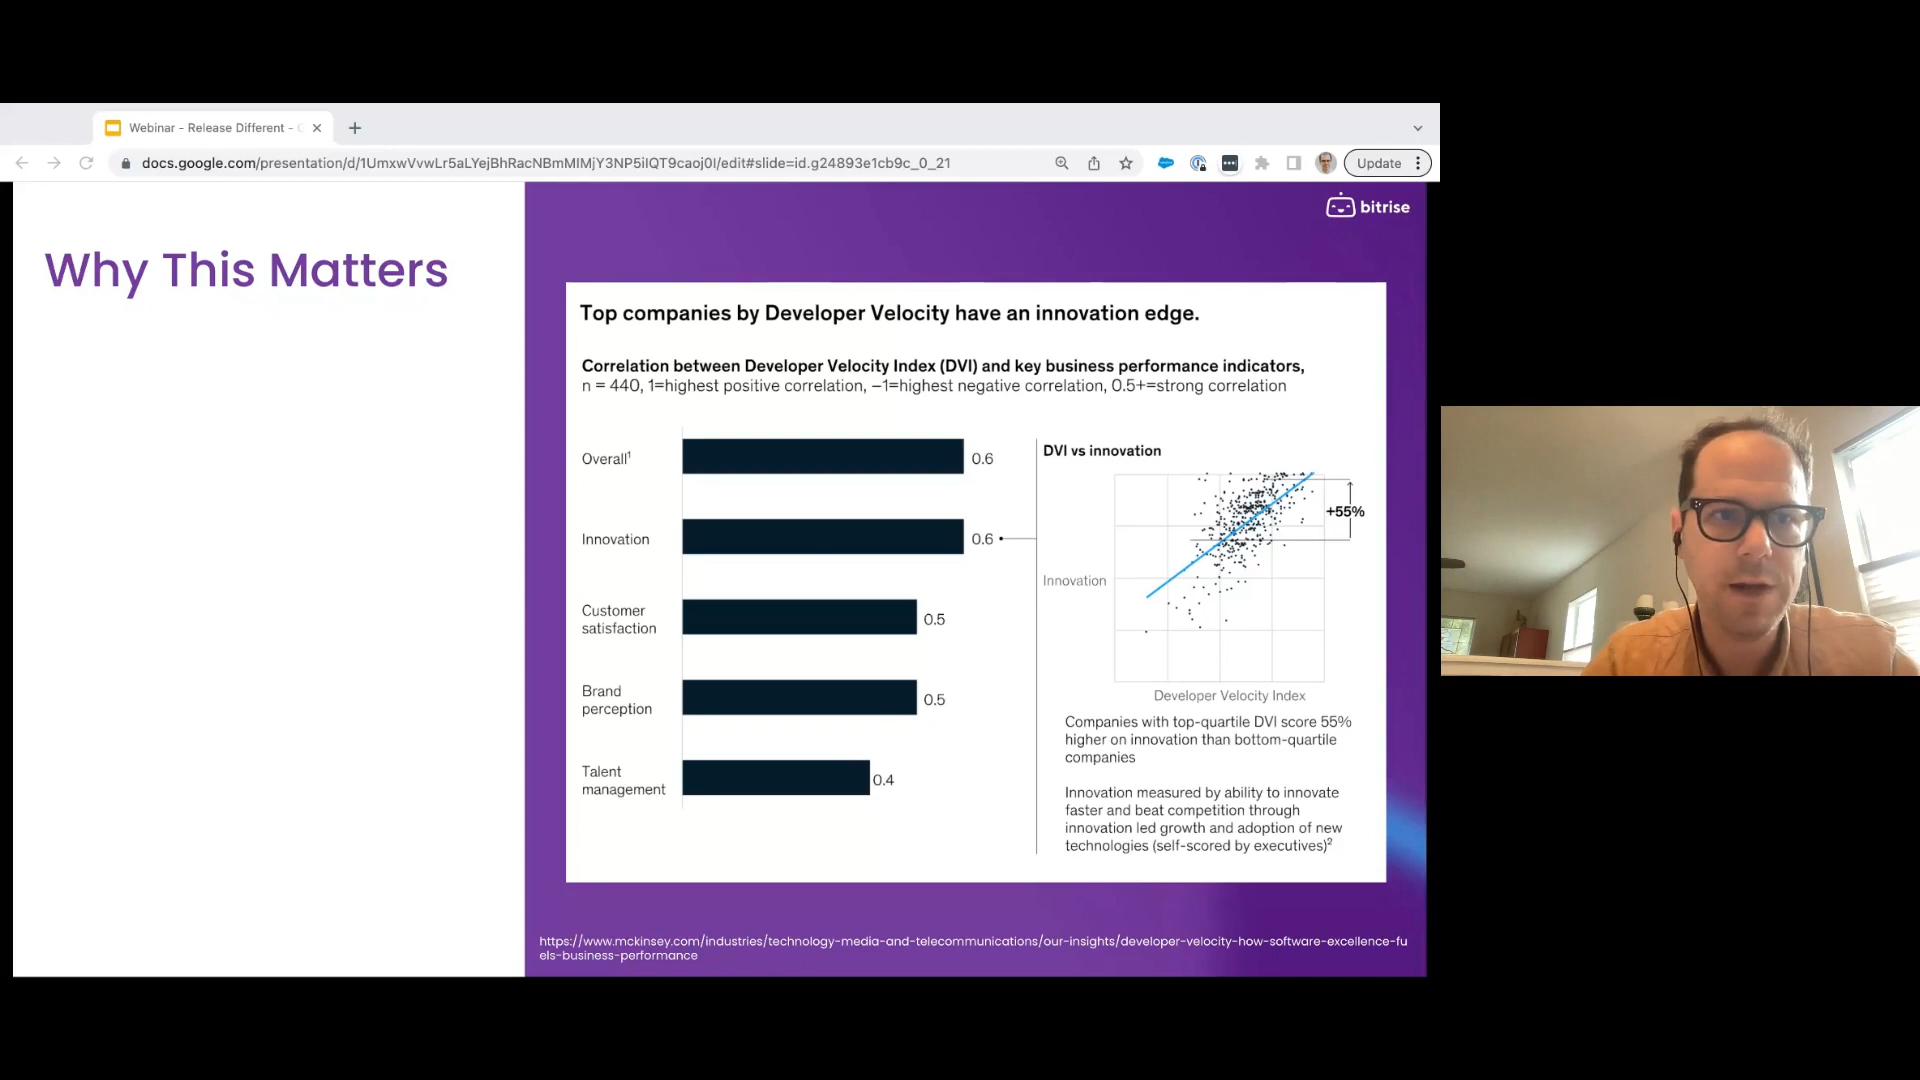 Webinar - Release Different -
docs.google.com/presentation/d/1UmxwVvwLr5aLYejBhRacNBmMIMjY3NP5iIQT9caoj0I/edit#slide=id.g24893e1cb9c_0_21
Update
Why This Matters
bitrise
Top companies by Developer Velocity have an innovation edge.
Correlation between Developer Velocity Index (DVI) and key business performance indicators,
n = 440, 1=highest positive correlation, –1=highest negative correlation, 0.5+=strong correlation
Overall¹
0.6
Innovation
0.6
Customer
satisfaction
0.5
Brand
perception
0.5
Talent
management
0.4
DVI vs innovation
+55%
Innovation
Developer Velocity Index
Companies with top-quartile DVI score 55%
higher on innovation than bottom-quartile
companies
Innovation measured by ability to innovate
faster and beat competition through
innovation led growth and adoption of new
technologies (self-scored by executives)²
https://www.mckinsey.com/industries/technology-media-and-telecommunications/our-insights/developer-velocity-how-software-excellence-fu
els-business-performance